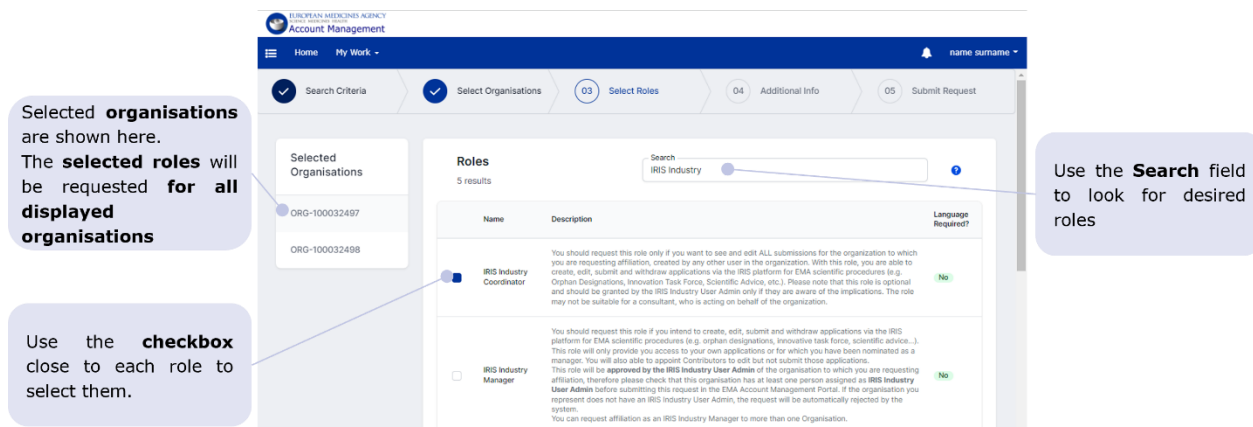 EUROPEAN MEDICINES AGENCY
SCIENCE MEDICINES HEALTH
Account Management
Home My Work
name surname
Search Criteria
Select Organisations
03 Select Roles
04 Additional Info
05 Submit Request
Selected organisations
are shown here.
The selected roles will
be requested for all
displayed
organisations
Use the checkbox
close to each role to
select them.
Selected
Organisations
ORG-100032497
ORG-100032498
Roles
5 results
Search
IRIS Industry
?
Name Description Language
Required?
IRIS Industry
Coordinator
You should request this role only if you want to see and edit ALL submissions for the organization to which
you are requesting affiliation, created by any other user in the organization. With this role, you are able to
create, edit, submit and withdraw applications via the IRIS platform for EMA scientific procedures (e.g.
Orphan Designations, Innovation Task Force, Scientific Advice, etc.). Please note that this role is optional
and should be granted by the IRIS Industry User Admin only if they are aware of the implications. The role
may not be suitable for a consultant, who is acting on behalf of the organization.
No
IRIS Industry
Manager
You should request this role if you intend to create, edit, submit and withdraw applications via the IRIS
platform for EMA scientific procedures (e.g. orphan designations, innovative task force, scientific advice...).
This role will only provide you access to your own applications or for which you have been nominated as a
manager. You will also able to appoint Contributors to edit but not submit those applications.
This role will be approved by the IRIS Industry User Admin of the organisation to which you are requesting
affiliation, therefore please check that this organisation has at least one person assigned as IRIS Industry
User Admin before submitting this request in the EMA Account Management Portal. If the organisation you
represent does not have an IRIS Industry User Admin, the request will be automatically rejected by the
system.
You can request affiliation as an IRIS Industry Manager to more than one Organisation.
No
Use the Search field
to look for desired
roles